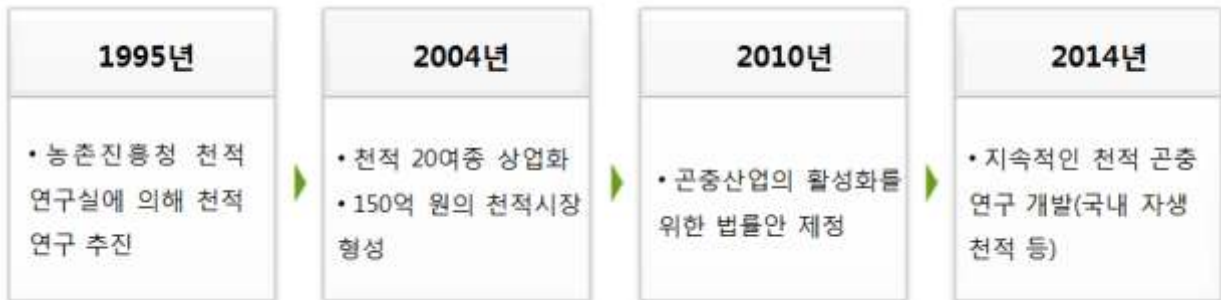 1995년
• 농촌진흥청 천적
연구실에 의해 천적
연구 추진
2004년
• 천적 20여종 상업화
• 150억 원의 천적시장
형성
2010년
• 곤충산업의 활성화를
위한 법률안 제정
2014년
• 지속적인 천적 곤충
연구 개발(국내 자생
천적 등)